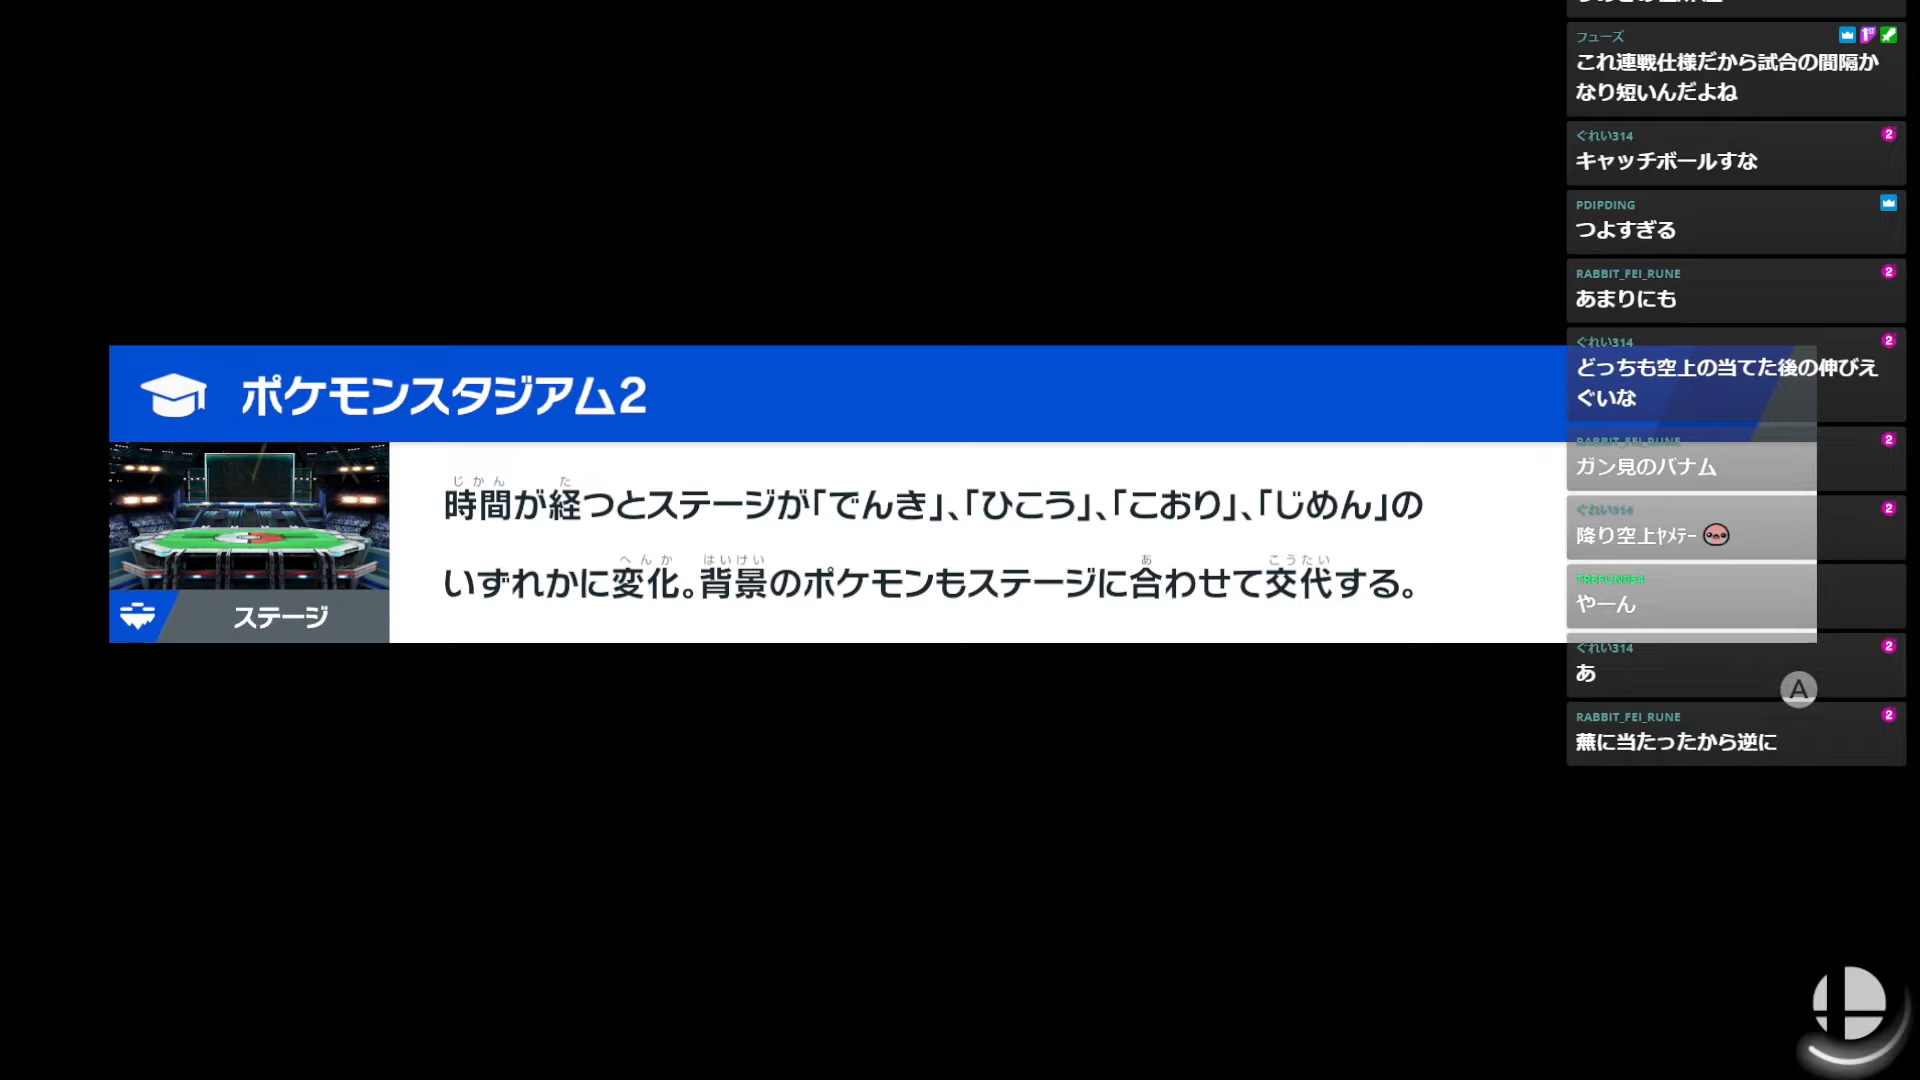 フューズ
これ連戦仕様だから試合の間隔か
なり短いんだよね
ぐれい314
キャッチボールすな
PDIPDING
つよすぎる
RABBIT_FEI_RUNE
あまりにも
ぐれい314
どっちも空上の当てた後の伸びえ
ぐいな
RABBIT_FEI_RUNE
ガン見のバナム
ぐれい314
降り空上ﾔﾒﾃｰ
やーん
ぐれい314
あ
RABBIT_FEI_RUNE
蕪に当たったから逆に
ポケモンスタジアム2
じかん た
時間が経つとステージが「でんき」、「ひこう」、「こおり」、「じめん」の
へんか はいけい あ こうたい
いずれかに変化。背景のポケモンもステージに合わせて交代する。
ステージ
A